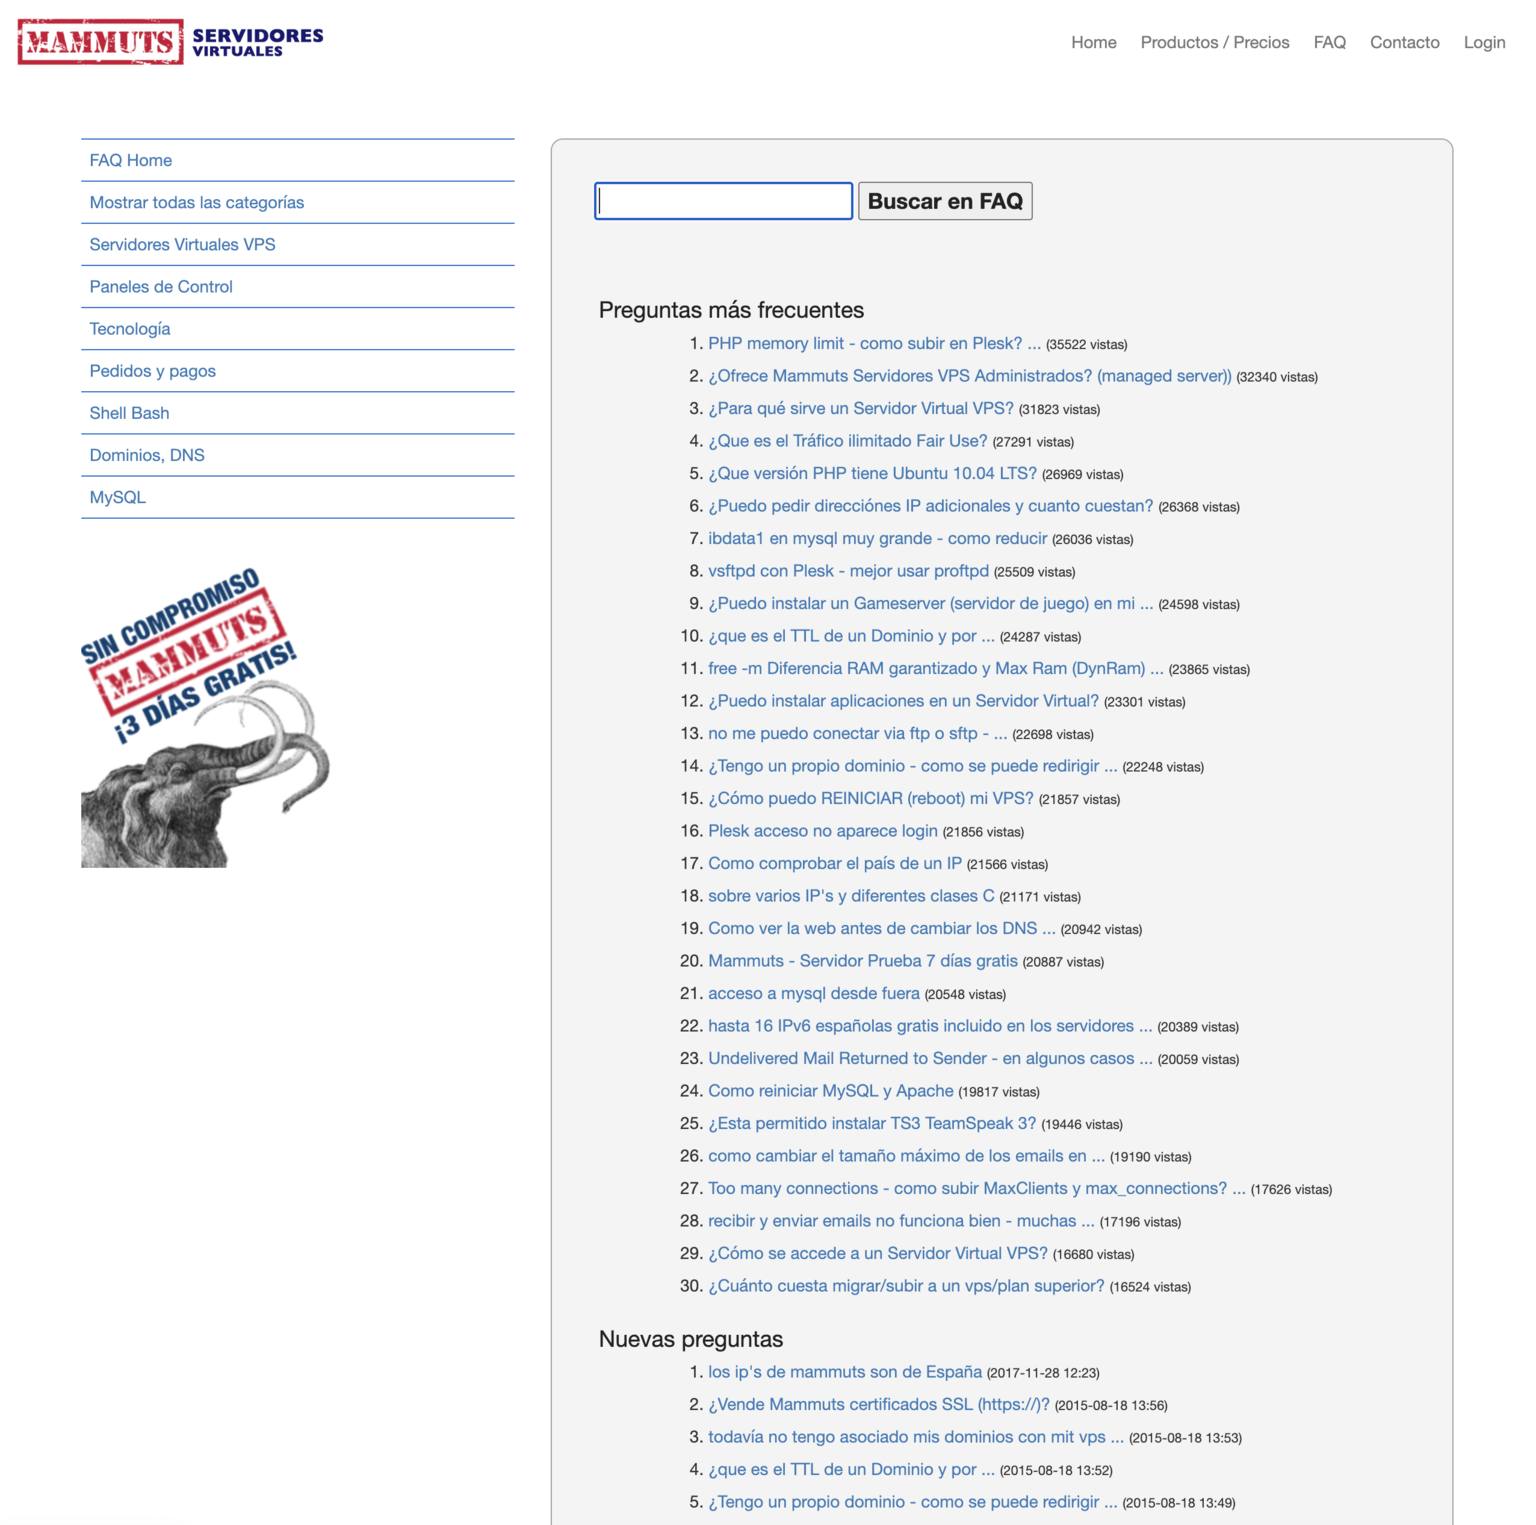 MAMMUTS SERVIDORES
VIRTUALES
Home Productos / Precios FAQ Contacto Login
FAQ Home
Mostrar todas las categorías
Servidores Virtuales VPS
Paneles de Control
Tecnología
Pedidos y pagos
Shell Bash
Dominios, DNS
MySQL
SIN COMPROMISO
MAMMUTS
¡3 DÍAS GRATIS!
Buscar en FAQ
Preguntas más frecuentes
1. PHP memory limit - como subir en Plesk? ... (35522 vistas)
2. ¿Ofrece Mammuts Servidores VPS Administrados? (managed server)) (32340 vistas)
3. ¿Para qué sirve un Servidor Virtual VPS? (31823 vistas)
4. ¿Que es el Tráfico ilimitado Fair Use? (27291 vistas)
5. ¿Que versión PHP tiene Ubuntu 10.04 LTS? (26969 vistas)
6. ¿Puedo pedir direcciónes IP adicionales y cuanto cuestan? (26368 vistas)
7. ibdata1 en mysql muy grande - como reducir (26036 vistas)
8. vsftpd con Plesk - mejor usar proftpd (25509 vistas)
9. ¿Puedo instalar un Gameserver (servidor de juego) en mi ... (24598 vistas)
10. ¿que es el TTL de un Dominio y por ... (24287 vistas)
11. free -m Diferencia RAM garantizado y Max Ram (DynRam) ... (23865 vistas)
12. ¿Puedo instalar aplicaciones en un Servidor Virtual? (23301 vistas)
13. no me puedo conectar via ftp o sftp - ... (22698 vistas)
14. ¿Tengo un propio dominio - como se puede redirigir ... (22248 vistas)
15. ¿Cómo puedo REINICIAR (reboot) mi VPS? (21857 vistas)
16. Plesk acceso no aparece login (21856 vistas)
17. Como comprobar el país de un IP (21566 vistas)
18. sobre varios IP's y diferentes clases C (21171 vistas)
19. Como ver la web antes de cambiar los DNS ... (20942 vistas)
20. Mammuts - Servidor Prueba 7 días gratis (20887 vistas)
21. acceso a mysql desde fuera (20548 vistas)
22. hasta 16 IPv6 españolas gratis incluido en los servidores ... (20389 vistas)
23. Undelivered Mail Returned to Sender - en algunos casos ... (20059 vistas)
24. Como reiniciar MySQL y Apache (19817 vistas)
25. ¿Esta permitido instalar TS3 TeamSpeak 3? (19446 vistas)
26. como cambiar el tamaño máximo de los emails en ... (19190 vistas)
27. Too many connections - como subir MaxClients y max_connections? ... (17626 vistas)
28. recibir y enviar emails no funciona bien - muchas ... (17196 vistas)
29. ¿Cómo se accede a un Servidor Virtual VPS? (16680 vistas)
30. ¿Cuánto cuesta migrar/subir a un vps/plan superior? (16524 vistas)
Nuevas preguntas
1. los ip's de mammuts son de España (2017-11-28 12:23)
2. ¿Vende Mammuts certificados SSL (https://)? (2015-08-18 13:56)
3. todavía no tengo asociado mis dominios con mit vps ... (2015-08-18 13:53)
4. ¿que es el TTL de un Dominio y por ... (2015-08-18 13:52)
5. ¿Tengo un propio dominio - como se puede redirigir ... (2015-08-18 13:49)